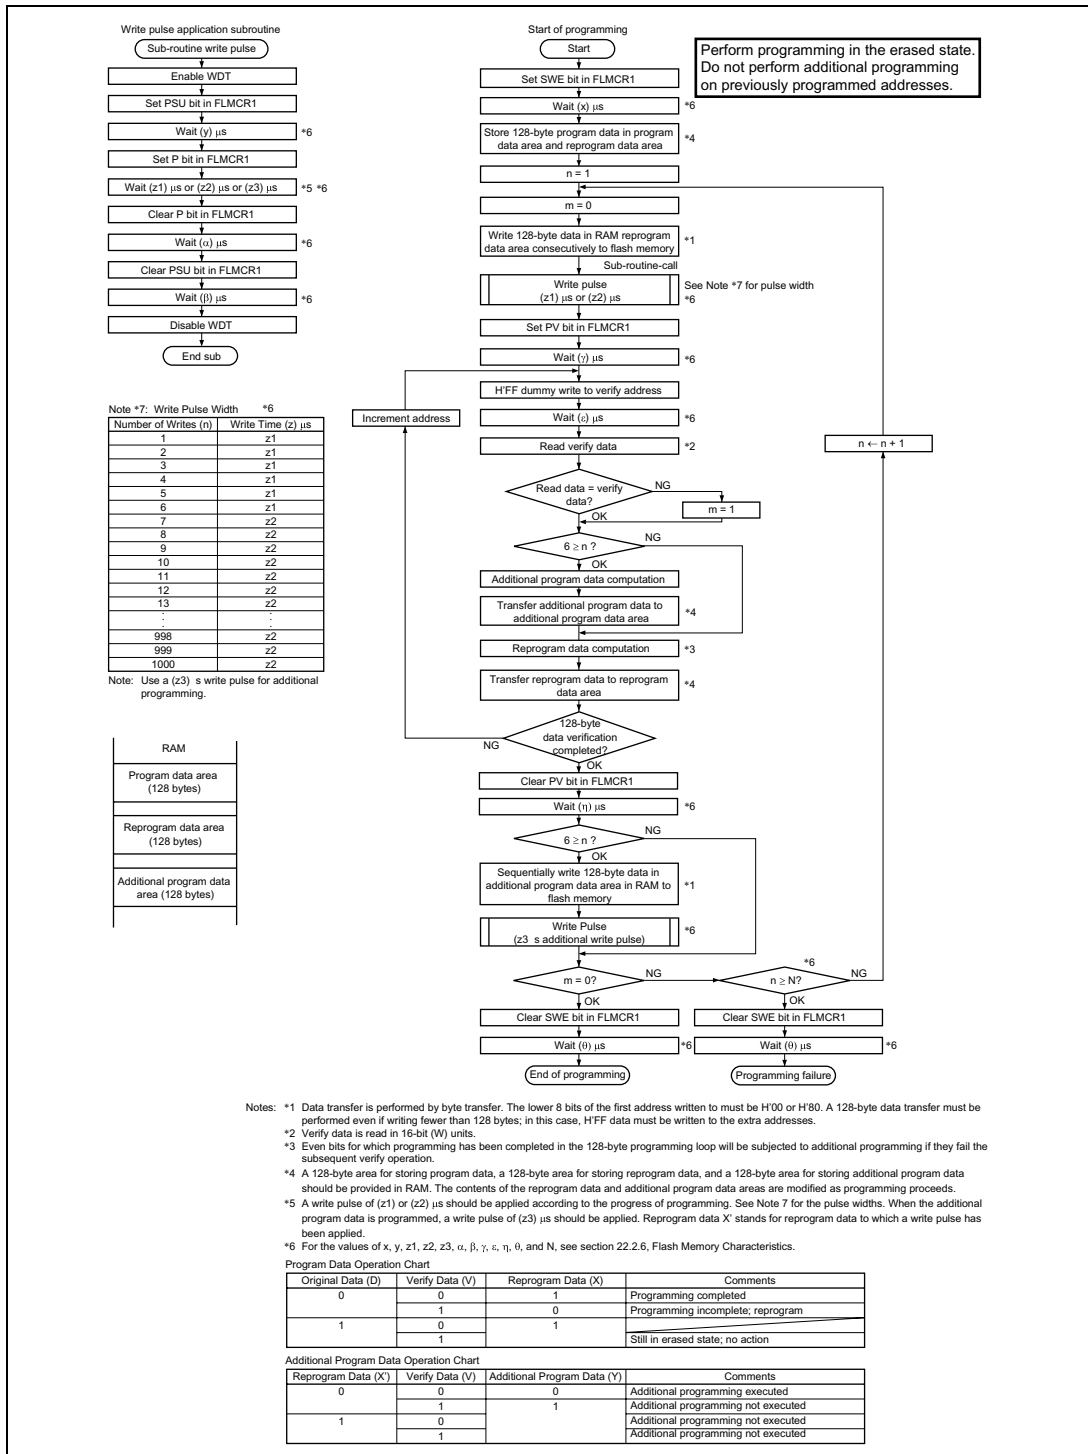 Write pulse application subroutine
Sub-routine write pulse
Enable WDT
Set PSU bit in FLMCR1
Wait (y) μs *6
Set P bit in FLMCR1
Wait (z1) μs or (z2) μs or (z3) μs *5 *6
Clear P bit in FLMCR1
Wait (α) μs *6
Clear PSU bit in FLMCR1
Wait (β) μs *6
Disable WDT
End sub
Note *7: Write Pulse Width *6
Number of Writes (n) Write Time (z) μs
1 z1
2 z1
3 z1
4 z1
5 z1
6 z1
7 z2
8 z2
9 z2
10 z2
11 z2
12 z2
13 z2
: :
998 z2
999 z2
1000 z2
Note: Use a (z3) s write pulse for additional
programming.
RAM
Program data area
(128 bytes)
Reprogram data area
(128 bytes)
Additional program data
area (128 bytes)
Start of programming
Start
Perform programming in the erased state.
Do not perform additional programming
on previously programmed addresses.
Set SWE bit in FLMCR1
Wait (x) μs *6
Store 128-byte program data in program
data area and reprogram data area *4
n = 1
m = 0
Write 128-byte data in RAM reprogram
data area consecutively to flash memory *1
Sub-routine-call
Write pulse
(z1) μs or (z2) μs
See Note *7 for pulse width
*6
Set PV bit in FLMCR1
Wait (γ) μs *6
H'FF dummy write to verify address
Increment address
Wait (ε) μs *6
Read verify data *2
n ← n + 1
Read data = verify
data?
NG
m = 1
OK
6 ≥ n ?
NG
OK
Additional program data computation
Transfer additional program data to
additional program data area *4
Reprogram data computation *3
Transfer reprogram data to reprogram
data area *4
128-byte
data verification
completed?
NG
OK
Clear PV bit in FLMCR1
Wait (η) μs *6
6 ≥ n ?
NG
OK
Sequentially write 128-byte data in
additional program data area in RAM to
flash memory *1
Write Pulse
(z3 s additional write pulse) *6
m = 0?
NG
*6
n ≥ N?
NG
OK OK
Clear SWE bit in FLMCR1 Clear SWE bit in FLMCR1
Wait (θ) μs *6 Wait (θ) μs *6
End of programming Programming failure
Notes: *1 Data transfer is performed by byte transfer. The lower 8 bits of the first address written to must be H'00 or H'80. A 128-byte data transfer must be
performed even if writing fewer than 128 bytes; in this case, H'FF data must be written to the extra addresses.
*2 Verify data is read in 16-bit (W) units.
*3 Even bits for which programming has been completed in the 128-byte programming loop will be subjected to additional programming if they fail the
subsequent verify operation.
*4 A 128-byte area for storing program data, a 128-byte area for storing reprogram data, and a 128-byte area for storing additional program data
should be provided in RAM. The contents of the reprogram data and additional program data areas are modified as programming proceeds.
*5 A write pulse of (z1) or (z2) μs should be applied according to the progress of programming. See Note 7 for the pulse widths. When the additional
program data is programmed, a write pulse of (z3) μs should be applied. Reprogram data X' stands for reprogram data to which a write pulse has
been applied.
*6 For the values of x, y, z1, z2, z3, α, β, γ, ε, η, θ, and N, see section 22.2.6, Flash Memory Characteristics.
Program Data Operation Chart
Original Data (D) Verify Data (V) Reprogram Data (X) Comments
0 0 1 Programming completed
1 0 Programming incomplete; reprogram
1 0 1
1 Still in erased state; no action
Additional Program Data Operation Chart
Reprogram Data (X') Verify Data (V) Additional Program Data (Y) Comments
0 0 0 Additional programming executed
1 1 Additional programming not executed
1 0 Additional programming not executed
1 Additional programming not executed